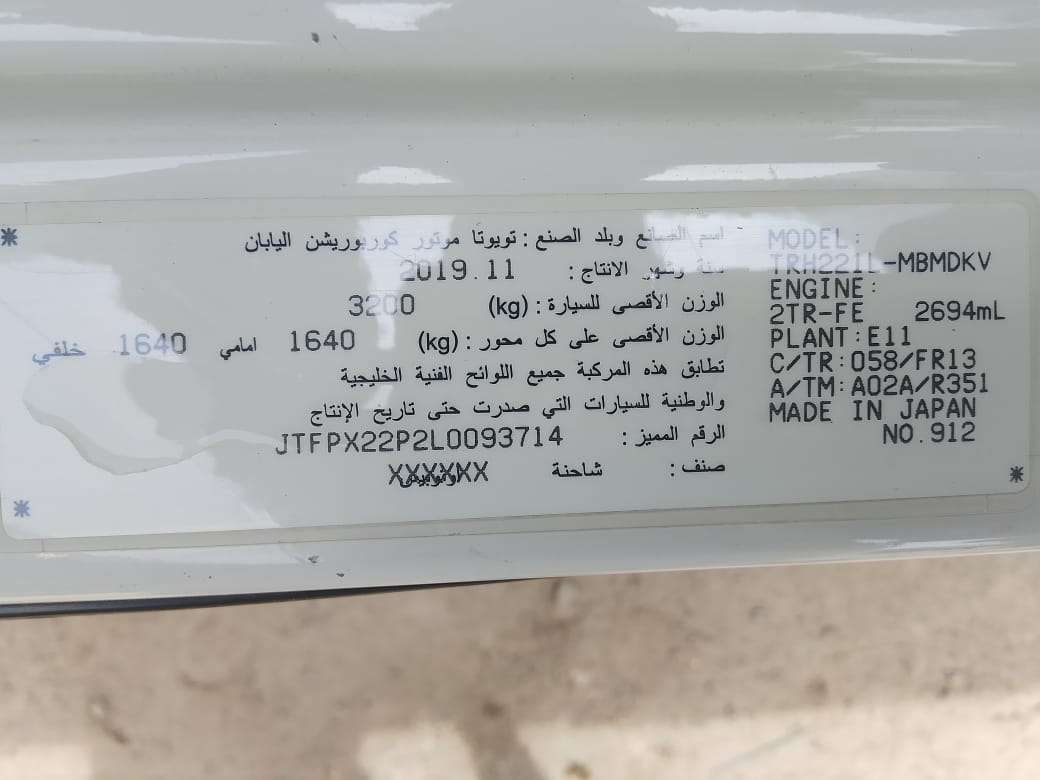 اسم الصانع وبلد الصنع : تويوتا موتور كوربوريشن اليابان
سنة وشهر الانتاج : 2019.11
الوزن الأقصى للسيارة : (kg) 3200
الوزن الأقصى على كل محور : (kg) 1640 امامي 1640 خلفي
تطابق هذه المركبة جميع اللوائح الفنية الخليجية
والوطنية للسيارات التي صدرت حتى تاريخ الإنتاج
الرقم المميز : JTFPX22P2L0093714
صنف : شاحنة XXXXXX
MODEL:
TRH221L-MBMDKV
ENGINE:
2TR-FE 2694mL
PLANT:E11
C/TR:058/FR13
A/TM:A02A/R351
MADE IN JAPAN
NO.912